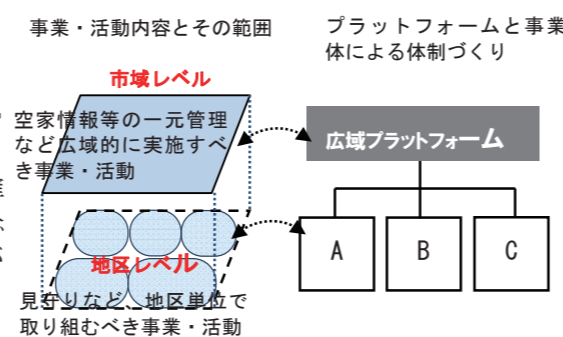 事業・活動内容とその範囲
プラットフォームと事業
体による体制づくり
市域レベル
空家情報等の一元管理
など広域的に実施すべ
き事業・活動
広域プラットフォーム
A
B
C
地区レベル
見守りなど、地区単位で
取り組むべき事業・活動